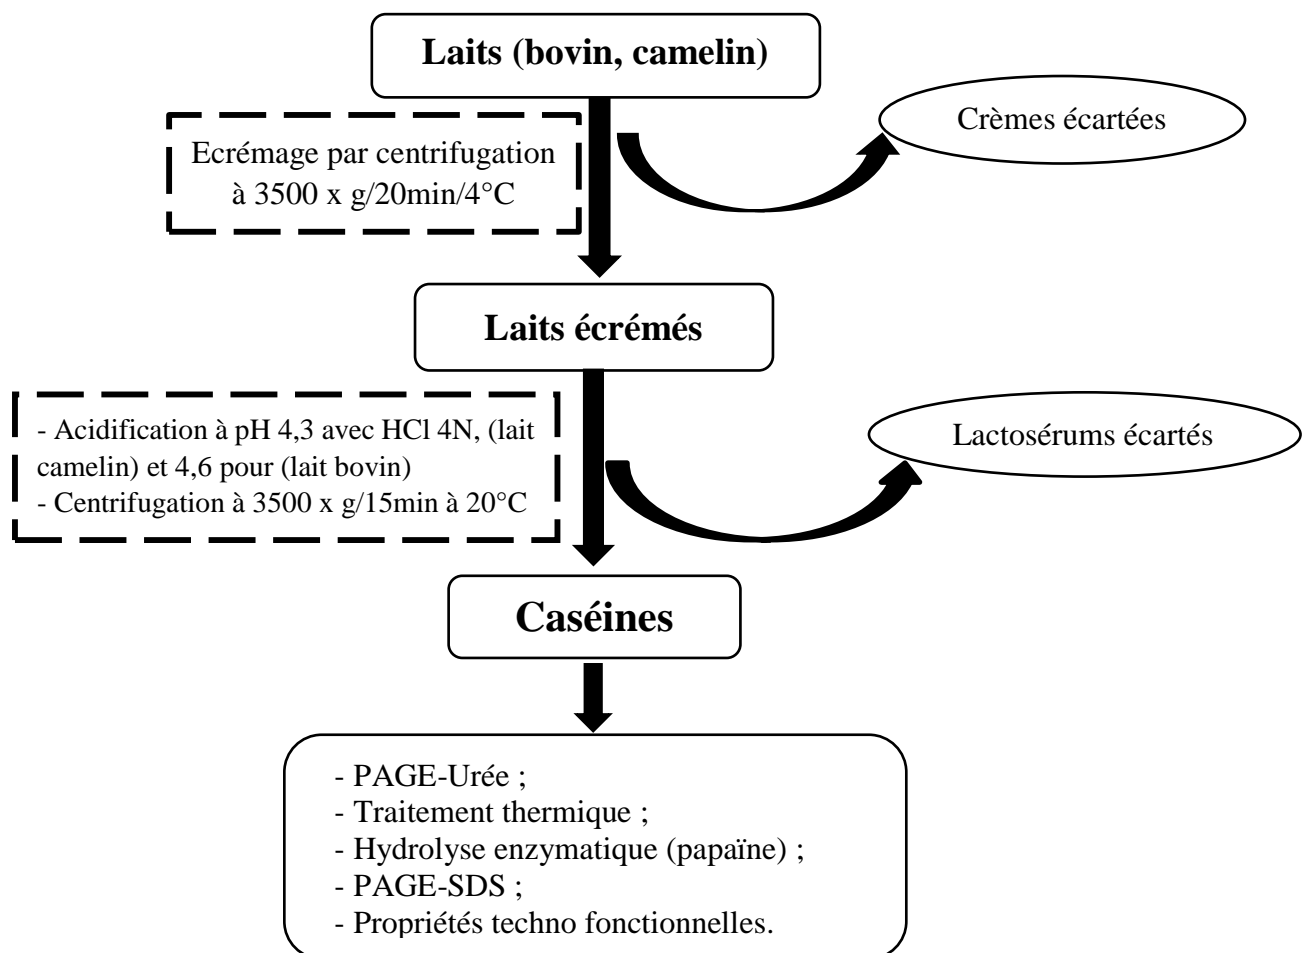 Laits (bovin, camelin)
Crèmes écartées
Ecrémage par centrifugation
à 3500 x g/20min/4°C
Laits écrémés
- Acidification à pH 4,3 avec HCl 4N, (lait
camelin) et 4,6 pour (lait bovin)
- Centrifugation à 3500 x g/15min à 20°C
Lactosérums écartés
Caséines
- PAGE-Urée ;
- Traitement thermique ;
- Hydrolyse enzymatique (papaïne) ;
- PAGE-SDS ;
- Propriétés techno fonctionnelles.